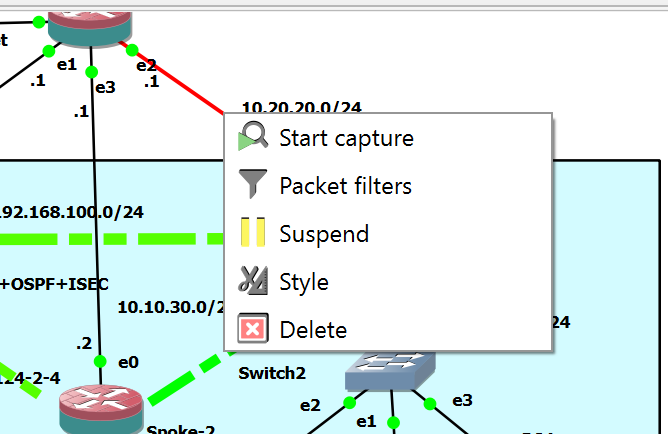 t
e1
e2
.1
e3
.1
.1
10.20.20.0/24
Start capture
Packet filters
192.168.100.0/24
Suspend
+OSPF+ISEC
Style
10.10.30.0/2
24
Delete
.2
e0
124-2-4
Switch2
e2
e3
e1
Spoke-2